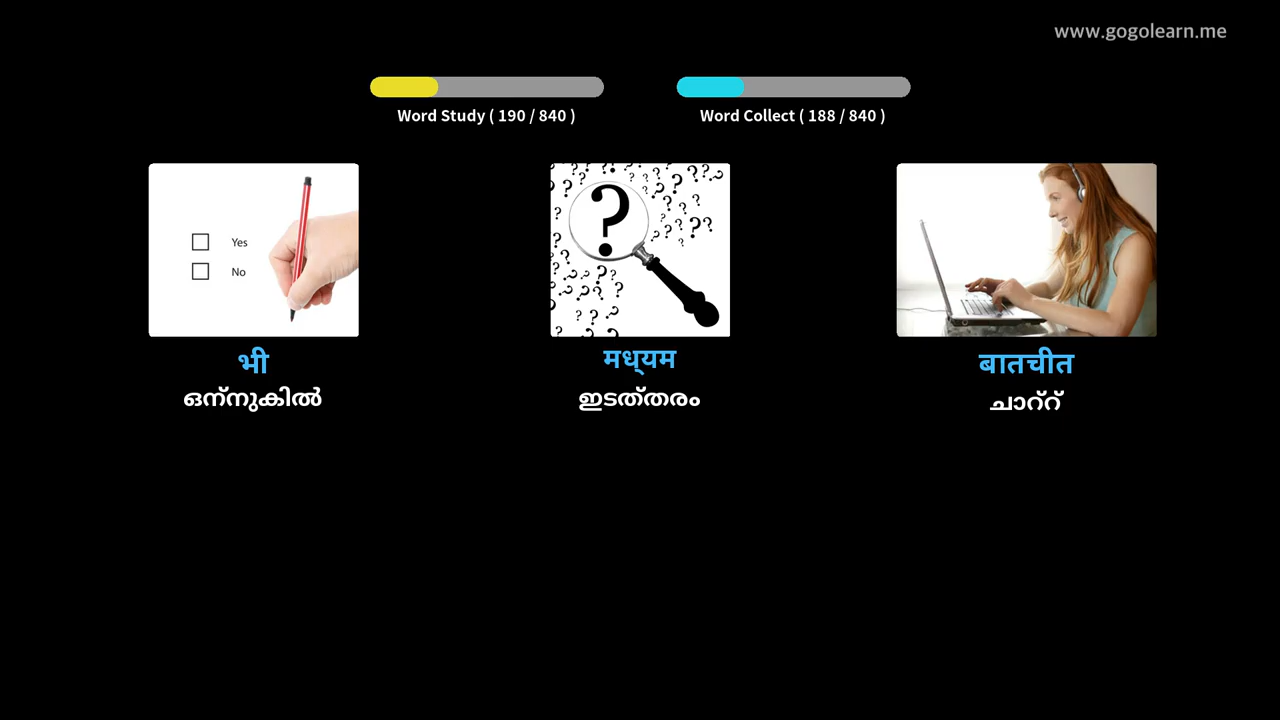 www.gogolearn.me
Word Study ( 190 / 840 )
Word Collect ( 188 / 840 )
Yes
No
भी
मध्यम
बातचीत
ഒന്നുകിൽ
ഇടത്തരം
ചാറ്റ്